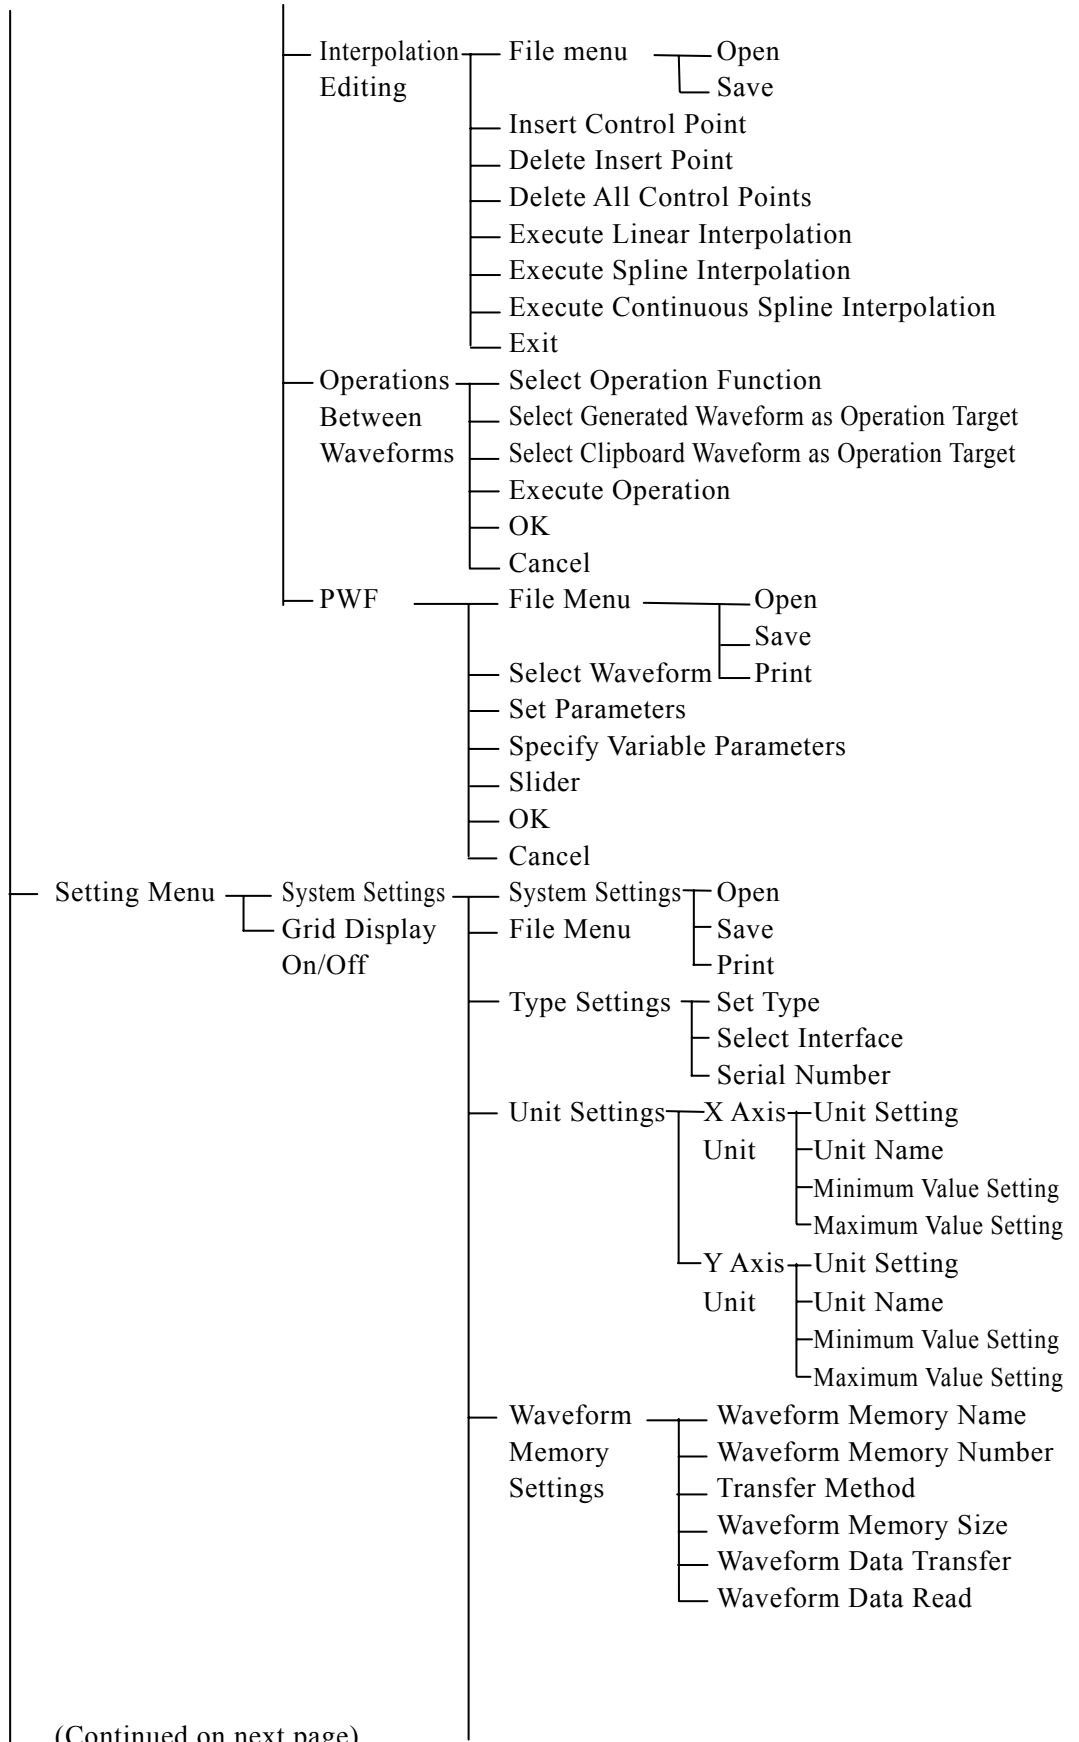 Interpolation File menu Open
Editing Save
Insert Control Point
Delete Insert Point
Delete All Control Points
Execute Linear Interpolation
Execute Spline Interpolation
Execute Continuous Spline Interpolation
Exit
Operations Select Operation Function
Between Select Generated Waveform as Operation Target
Waveforms Select Clipboard Waveform as Operation Target
Execute Operation
OK
Cancel
PWF File Menu Open
Save
Select Waveform Print
Set Parameters
Specify Variable Parameters
Slider
OK
Cancel
Setting Menu System Settings System Settings Open
Grid Display File Menu Save
On/Off Print
Type Settings Set Type
Select Interface
Serial Number
Unit Settings X Axis Unit Setting
Unit Unit Name
Minimum Value Setting
Maximum Value Setting
Y Axis Unit Setting
Unit Unit Name
Minimum Value Setting
Maximum Value Setting
Waveform Waveform Memory Name
Memory Waveform Memory Number
Settings Transfer Method
Waveform Memory Size
Waveform Data Transfer
Waveform Data Read
(Continued on next page)